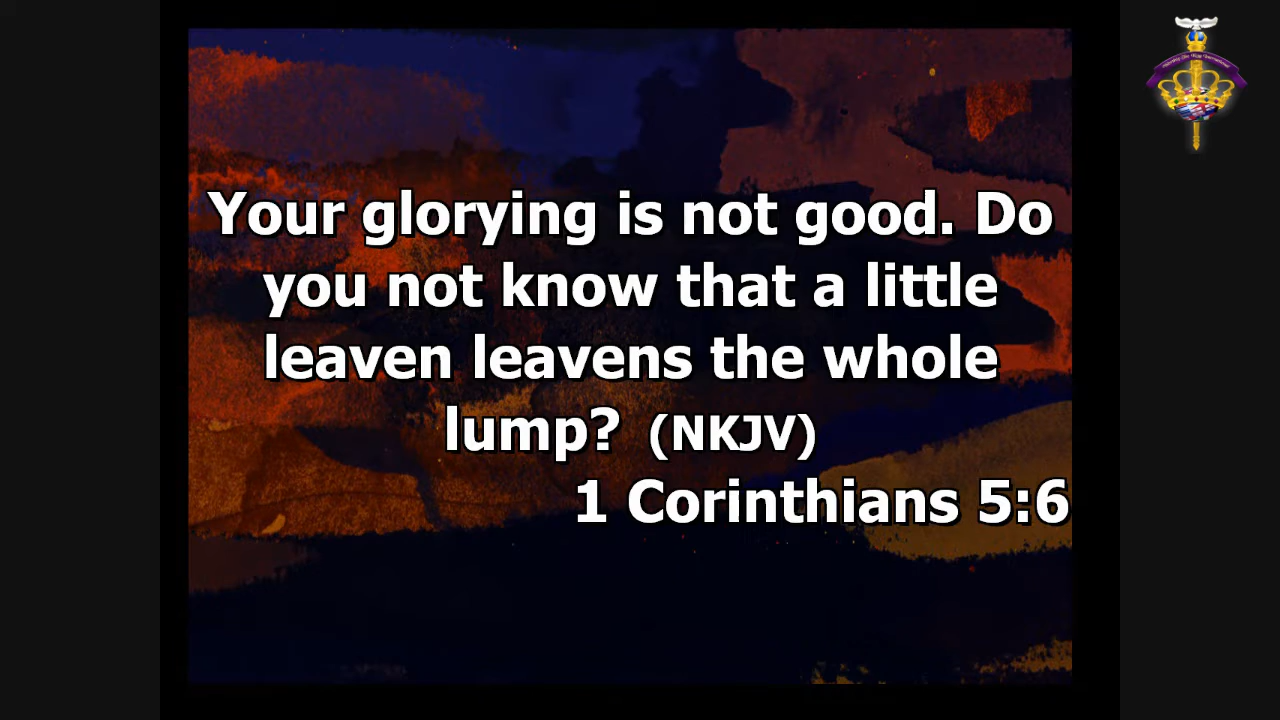 Your glorying is not good. Do
you not know that a little
leaven leavens the whole
lump? (NKJV)
1 Corinthians 5:6